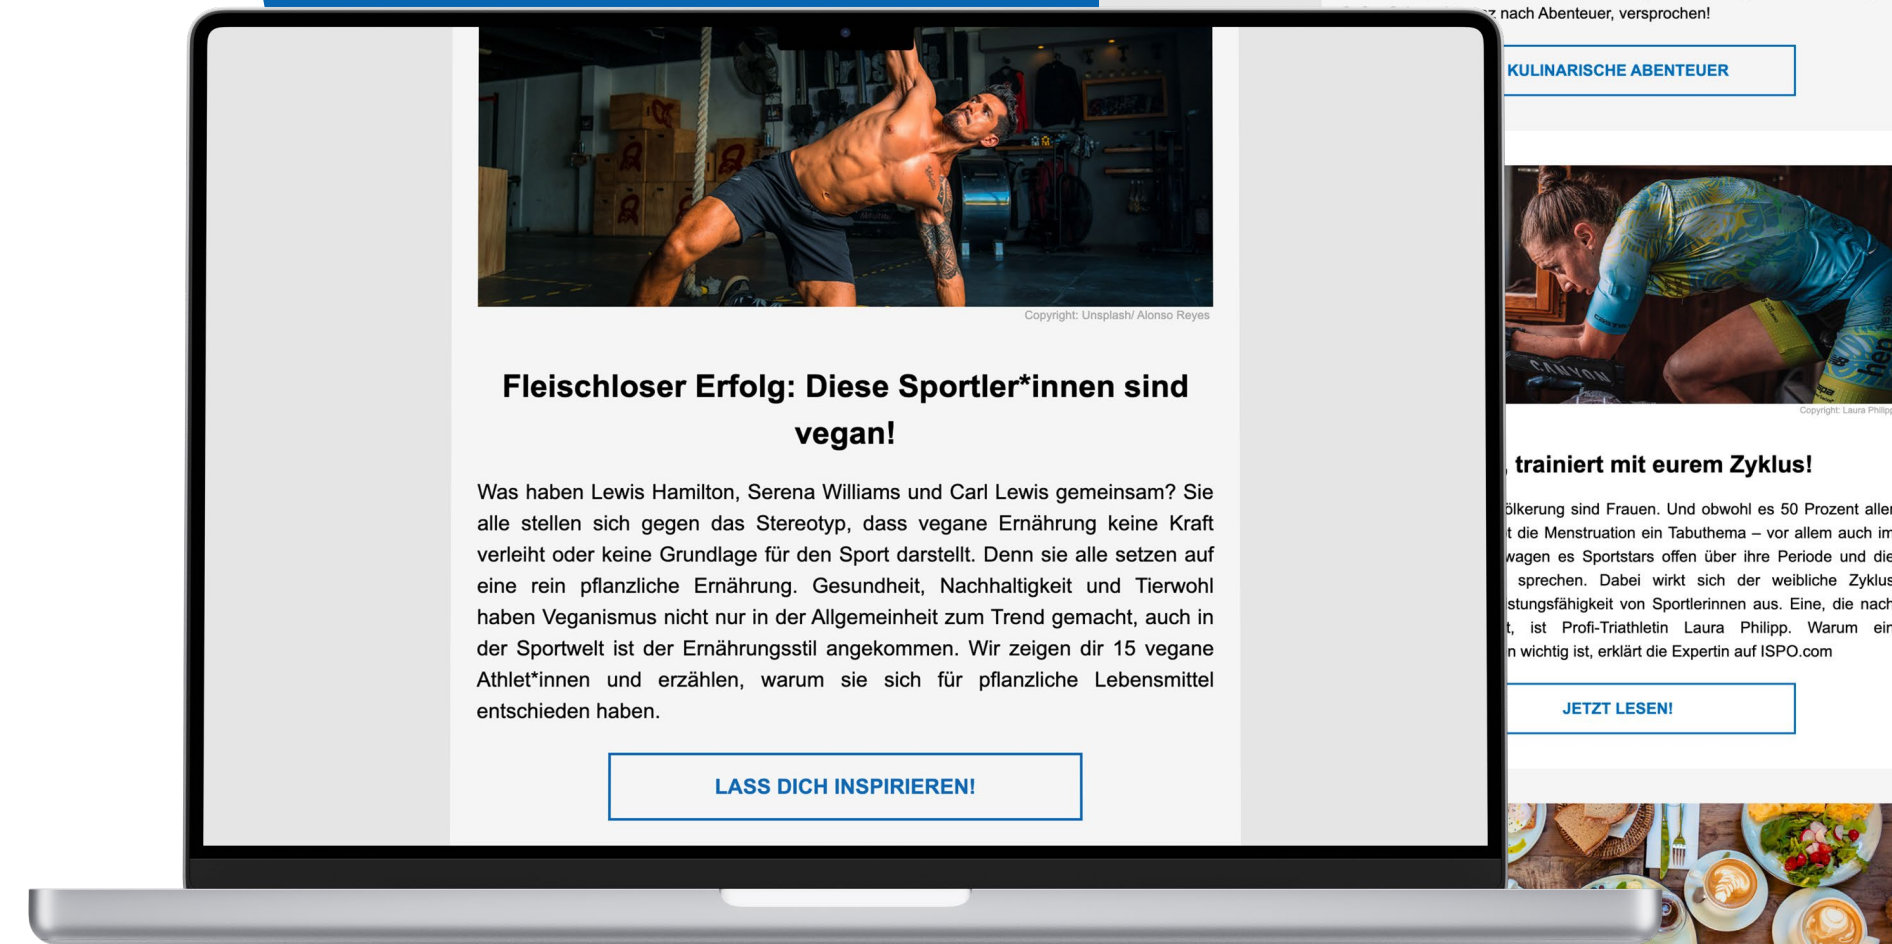 Copyright: Unsplash/ Alonso Reyes
Fleischloser Erfolg: Diese Sportler*innen sind
vegan!
Was haben Lewis Hamilton, Serena Williams und Carl Lewis gemeinsam? Sie
alle stellen sich gegen das Stereotyp, dass vegane Ernährung keine Kraft
verleiht oder keine Grundlage für den Sport darstellt. Denn sie alle setzen auf
eine rein pflanzliche Ernährung. Gesundheit, Nachhaltigkeit und Tierwohl
haben Veganismus nicht nur in der Allgemeinheit zum Trend gemacht, auch in
der Sportwelt ist der Ernährungsstil angekommen. Wir zeigen dir 15 vegane
Athlet*innen und erzählen, warum sie sich für pflanzliche Lebensmittel
entschieden haben.
LASS DICH INSPIRIEREN!
nach Abenteuer, versprochen!
KULINARISCHE ABENTEUER
CANYON
Copyright: Laura Philipp
, trainiert mit eurem Zyklus!
sind Frauen. Und obwohl es 50 Prozent aller
die Menstruation ein Tabuthema – vor allem auch im
wagen es Sportstars offen über ihre Periode und die
sprechen. Dabei wirkt sich der weibliche Zyklus
von Sportlerinnen aus. Eine, die nach
ist Profi-Triathletin Laura Philipp. Warum ein
wichtig ist, erklärt die Expertin auf ISPO.com
JETZT LESEN!